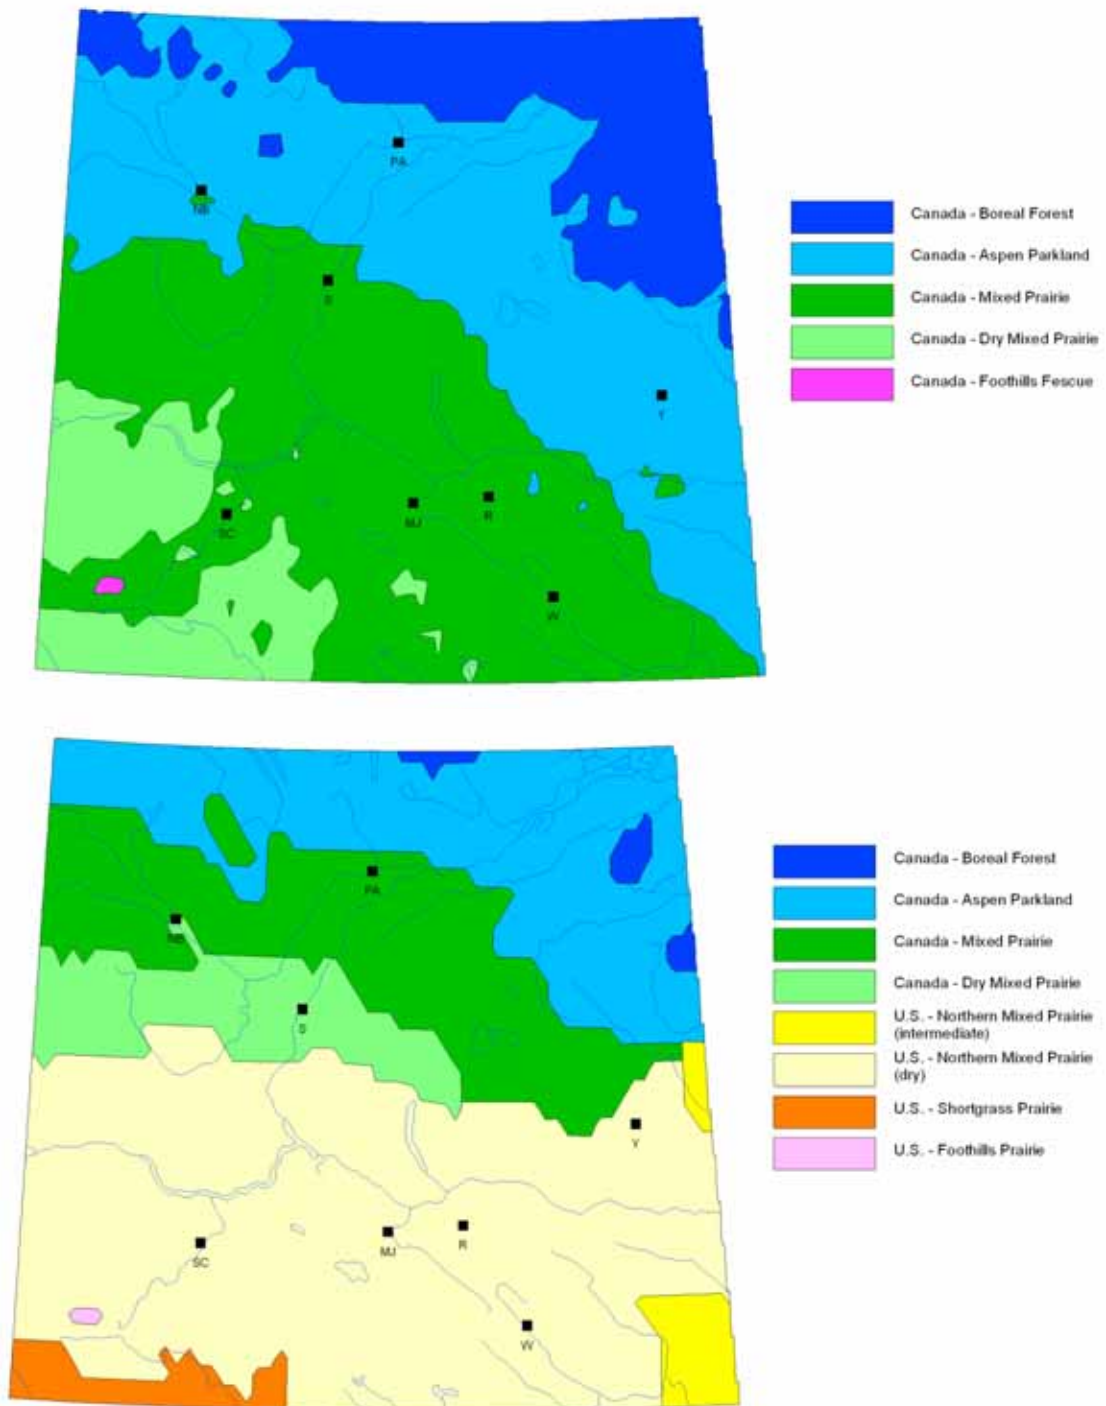 PA
NB
S
Y
SC
MJ
R
W
Canada - Boreal Forest
Canada - Aspen Parkland
Canada - Mixed Prairie
Canada - Dry Mixed Prairie
Canada - Foothills Fescue
PA
NB
S
Y
SC
MJ
R
W
Canada - Boreal Forest
Canada - Aspen Parkland
Canada - Mixed Prairie
Canada - Dry Mixed Prairie
U.S. - Northern Mixed Prairie
(intermediate)
U.S. - Northern Mixed Prairie
(dry)
U.S. - Shortgrass Prairie
U.S. - Foothills Prairie